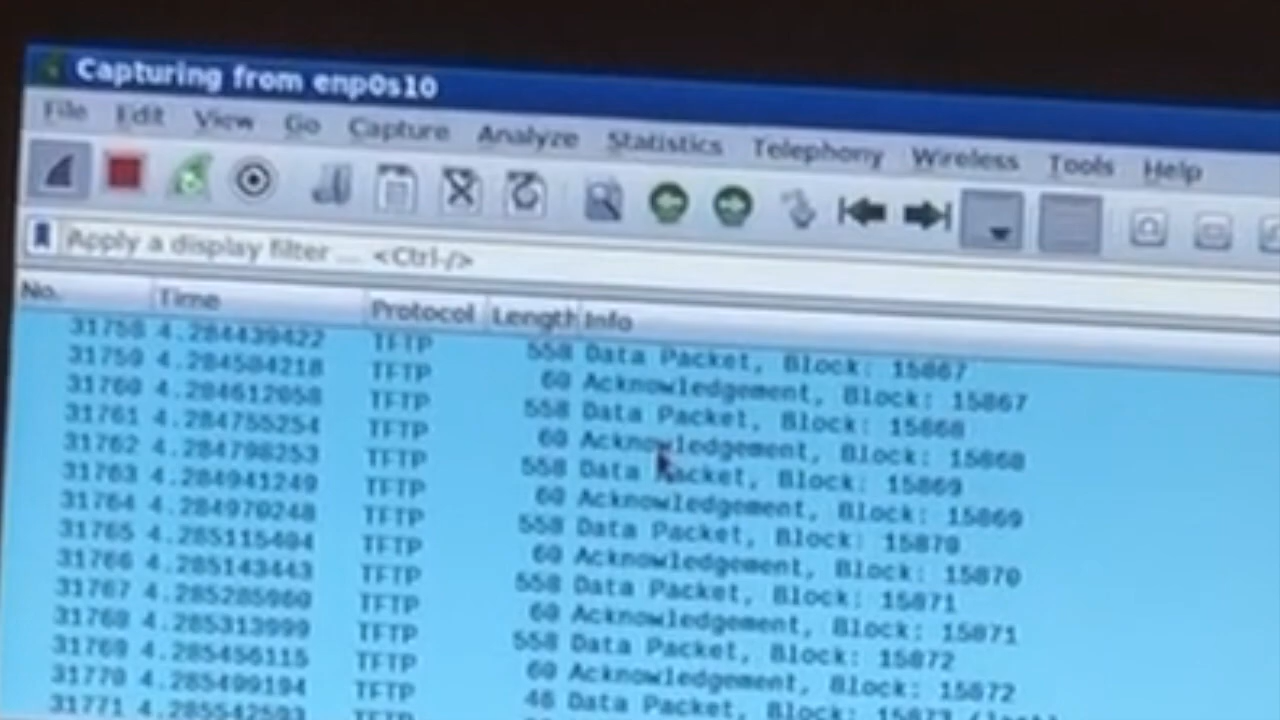 Capturing from enp0s10
File Edit View Go Capture Analyze Statistics Telephony Wireless Tools Help
Apply a display filter ... <Ctrl-/>
No. Time Protocol Length Info
31758 4.284439422 TFTP 558 Data Packet, Block: 15867
31759 4.284584218 TFTP 60 Acknowledgement, Block: 15867
31760 4.284612058 TFTP 558 Data Packet, Block: 15868
31761 4.284755254 TFTP 60 Acknowledgement, Block: 15868
31762 4.284798253 TFTP 558 Data Packet, Block: 15869
31763 4.284941249 TFTP 60 Acknowledgement, Block: 15869
31764 4.284970248 TFTP 558 Data Packet, Block: 15870
31765 4.285115404 TFTP 60 Acknowledgement, Block: 15870
31766 4.285143443 TFTP 558 Data Packet, Block: 15871
31767 4.285285960 TFTP 60 Acknowledgement, Block: 15871
31768 4.285313999 TFTP 558 Data Packet, Block: 15872
31769 4.285456115 TFTP 60 Acknowledgement, Block: 15872
31770 4.285499194 TFTP 46 Data Packet, Block: 15873 (last)
31771 4.285542593 TFTP